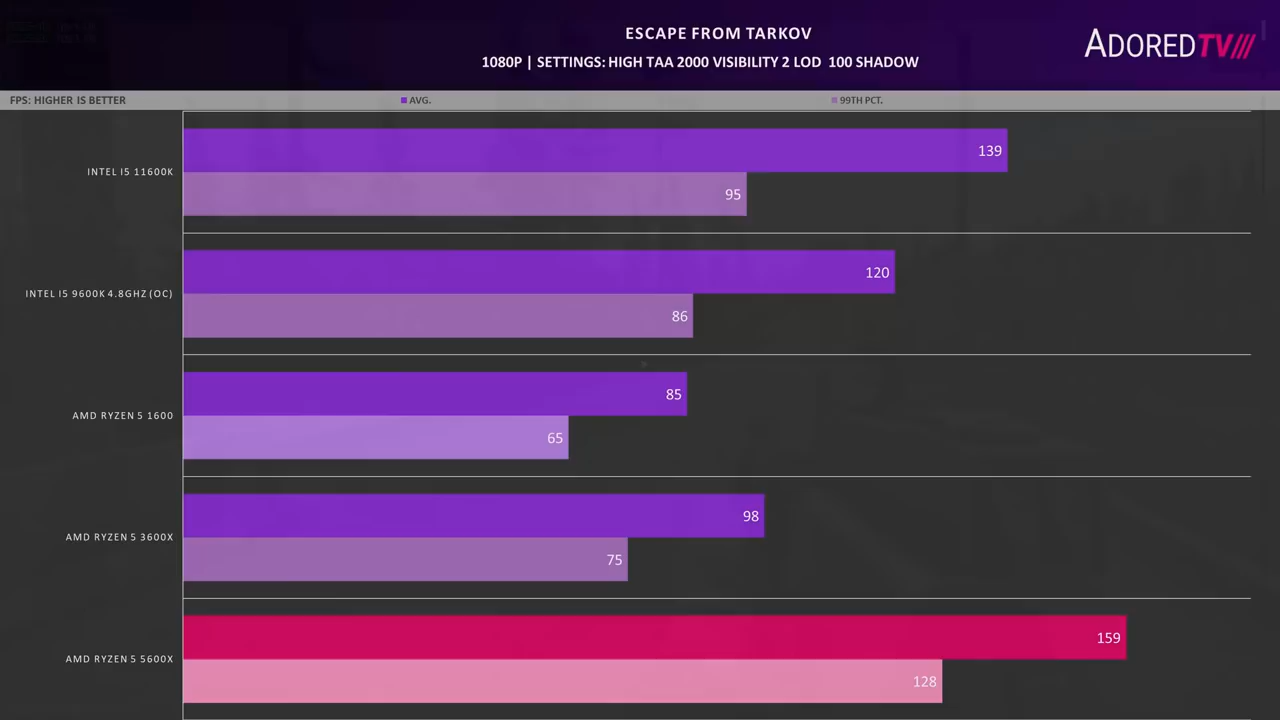 ESCAPE FROM TARKOV
1080P | SETTINGS: HIGH TAA 2000 VISIBILITY 2 LOD 100 SHADOW
ADOREDTV
FPS: HIGHER IS BETTER
AVG.
99TH PCT.
INTEL I5 11600K
139
95
INTEL I5 9600K 4.8GHZ (OC)
120
86
AMD RYZEN 5 1600
85
65
AMD RYZEN 5 3600X
98
75
AMD RYZEN 5 5600X
159
128